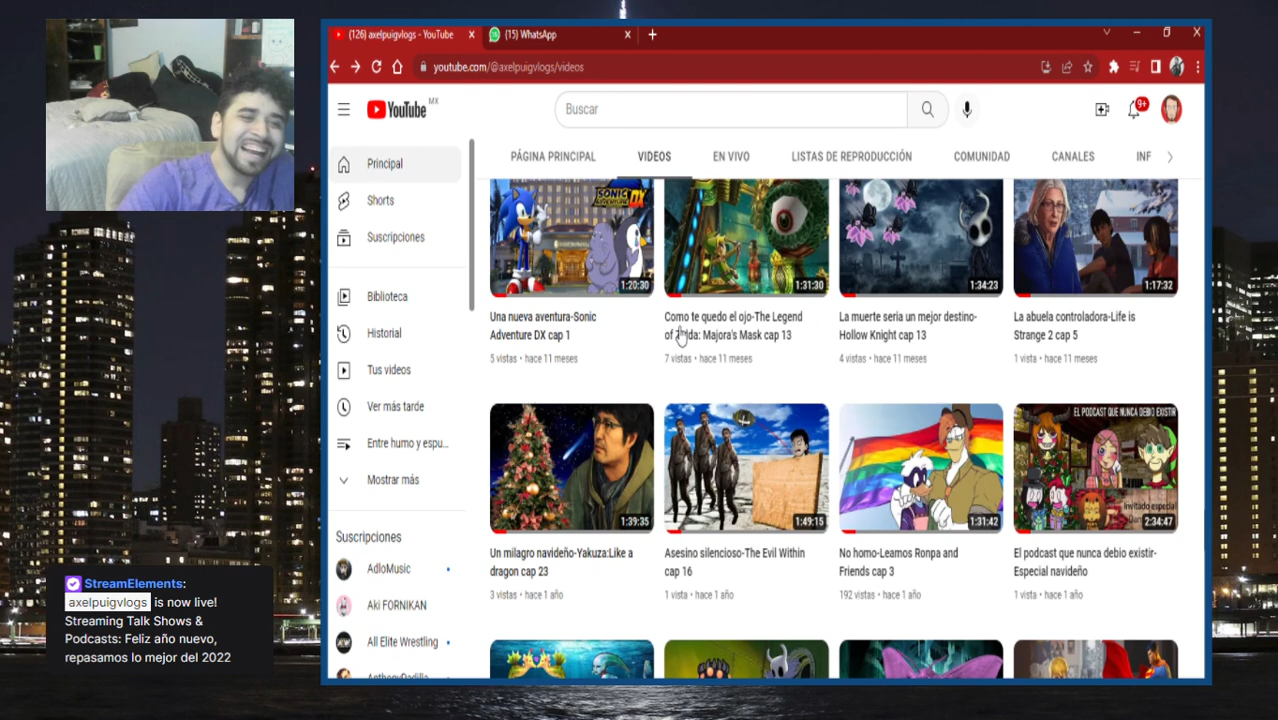 (126) axelpuigvlogs - YouTube
(15) WhatsApp
youtube.com/@axelpuigvlogs/videos
YouTube MX
Buscar
9+
PÁGINA PRINCIPAL VIDEOS EN VIVO LISTAS DE REPRODUCCIÓN COMUNIDAD CANALES INF
Principal
Shorts
Suscripciones
Biblioteca
Historial
Tus videos
Ver más tarde
Entre humo y espu...
Mostrar más
Suscripciones
AdloMusic
Aki FORNIKAN
All Elite Wrestling
SONIC
ADVENTURE DX
1:20:30
Una nueva aventura-Sonic
Adventure DX cap 1
5 vistas • hace 11 meses
1:31:30
Como te quedo el ojo-The Legend
of Zelda: Majora's Mask cap 13
7 vistas • hace 11 meses
1:34:23
La muerte seria un mejor destino-
Hollow Knight cap 13
4 vistas • hace 11 meses
1:17:32
La abuela controladora-Life is
Strange 2 cap 5
1 vista • hace 11 meses
1:39:35
Un milagro navideño-Yakuza:Like a
dragon cap 23
3 vistas • hace 1 año
1:49:15
Asesino silencioso-The Evil Within
cap 16
1 vista • hace 1 año
1:31:42
No homo-Leamos Ronpa and
Friends cap 3
192 vistas • hace 1 año
EL PODCAST QUE NUNCA DEBIO EXISTIR
Invitado especial
2:34:47
El podcast que nunca debio existir-
Especial navideño
1 vista • hace 1 año
StreamElements:
axelpuigvlogs is now live!
Streaming Talk Shows &
Podcasts: Feliz año nuevo,
repasamos lo mejor del 2022